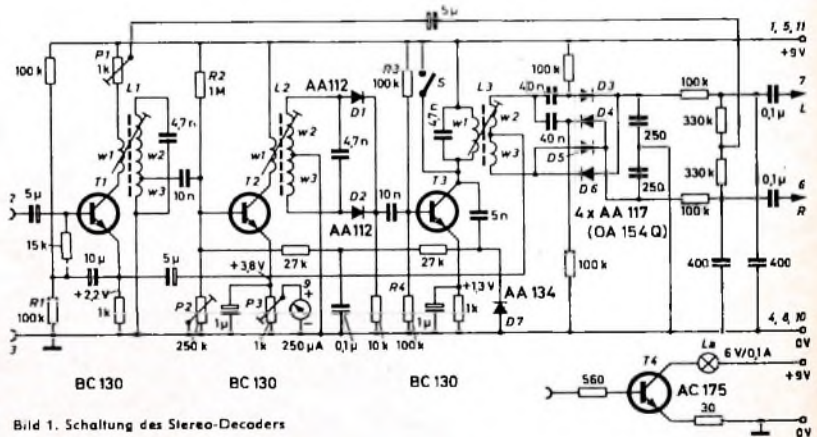 5µ
1, 5, 11
+9V
P1
1k
100k
L1
R2
1M
L2
AA112
R3
100k
S
L3
100k
D3
100k
7
L
0,1µ
4,7n
w1
w2
w3
D1
w1
w2
4,7n
w3
4,7n
w1
w2
w3
40n
D4
40n
D5
D6
250
250
330k
330k
2
5µ
T1
10n
T2
D2
AA112
10n
T3
5n
4 x AA 117
(OA 154 Q)
100k
0,1µ
6
R
15k
10µ
5µ
+3,8V
27k
27k
+1,3V
AA 134
100k
400
400
+2,2V
R1
100k
1k
P2
250k
1µ
P3
1k
9
+
250µA
0,1µ
10k
R4
100k
1µ
1k
D7
4, 8, 10
0V
3
BC 130
BC 130
BC 130
T4
La
6V/0,1A
+9V
560
AC 175
30
0V
Bild 1. Schaltung des Stereo-Decoders